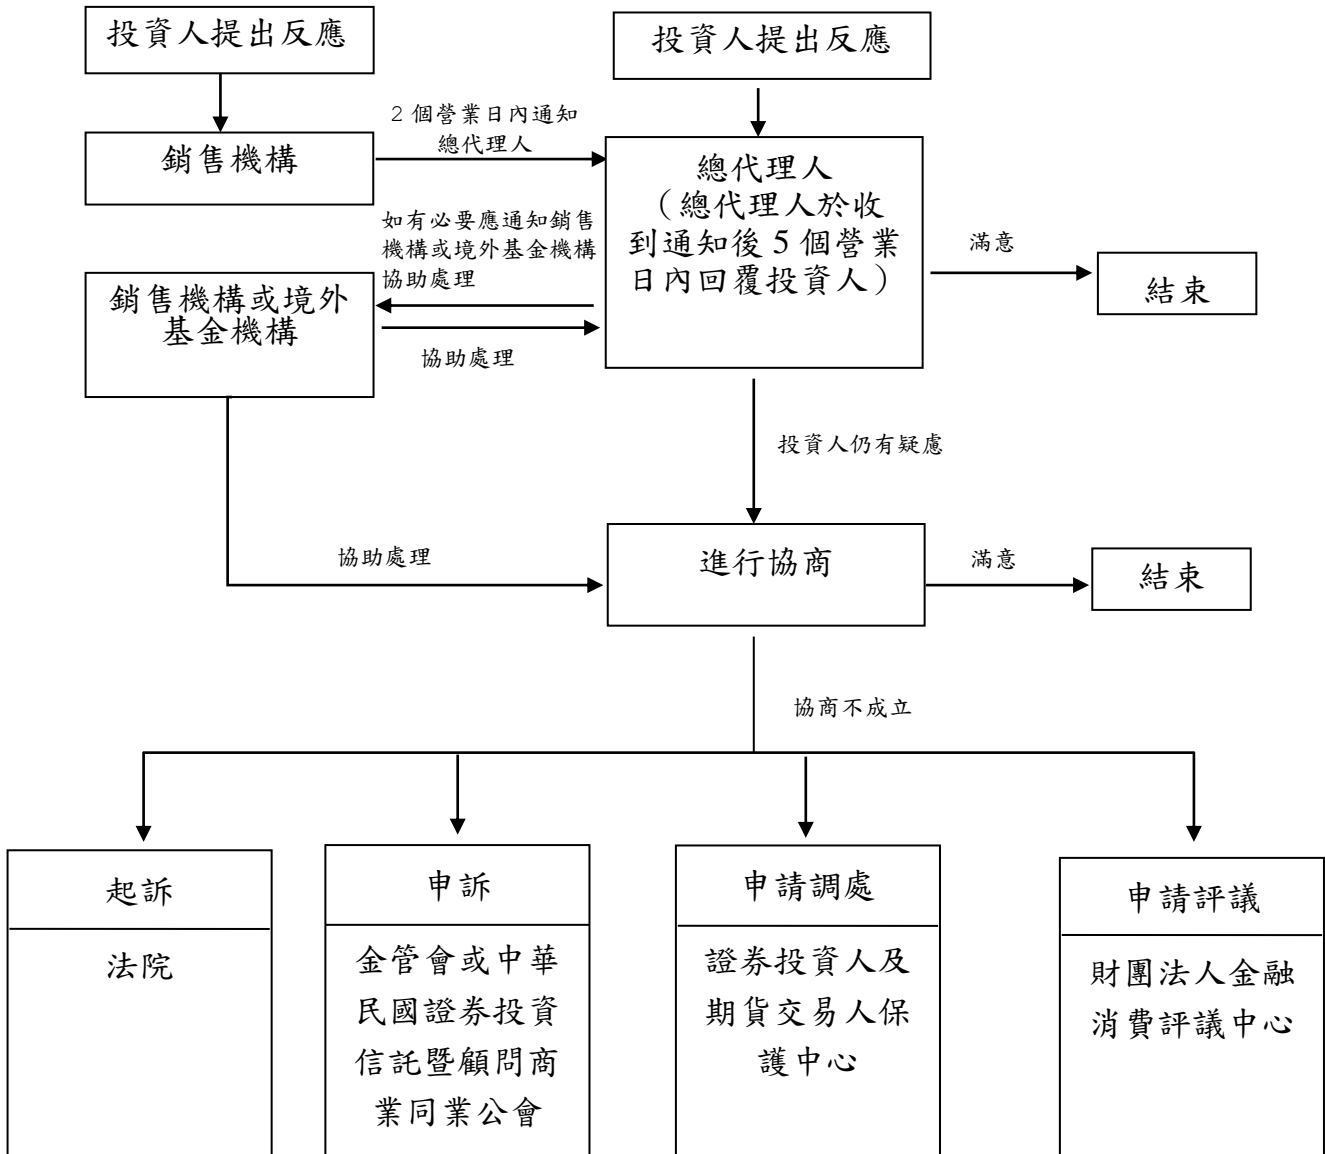 投資人提出反應
投資人提出反應
2 個營業日內通知
總代理人
銷售機構
總代理人
（總代理人於收
到通知後 5 個營業
日內回覆投資人）
如有必要應通知銷售
機構或境外基金機構
協助處理
滿意
結束
銷售機構或境外
基金機構
協助處理
投資人仍有疑慮
協助處理
進行協商
滿意
結束
協商不成立
起訴
法院
申訴
金管會或中華
民國證券投資
信託暨顧問商
業同業公會
申請調處
證券投資人及
期貨交易人保
護中心
申請評議
財團法人金融
消費評議中心